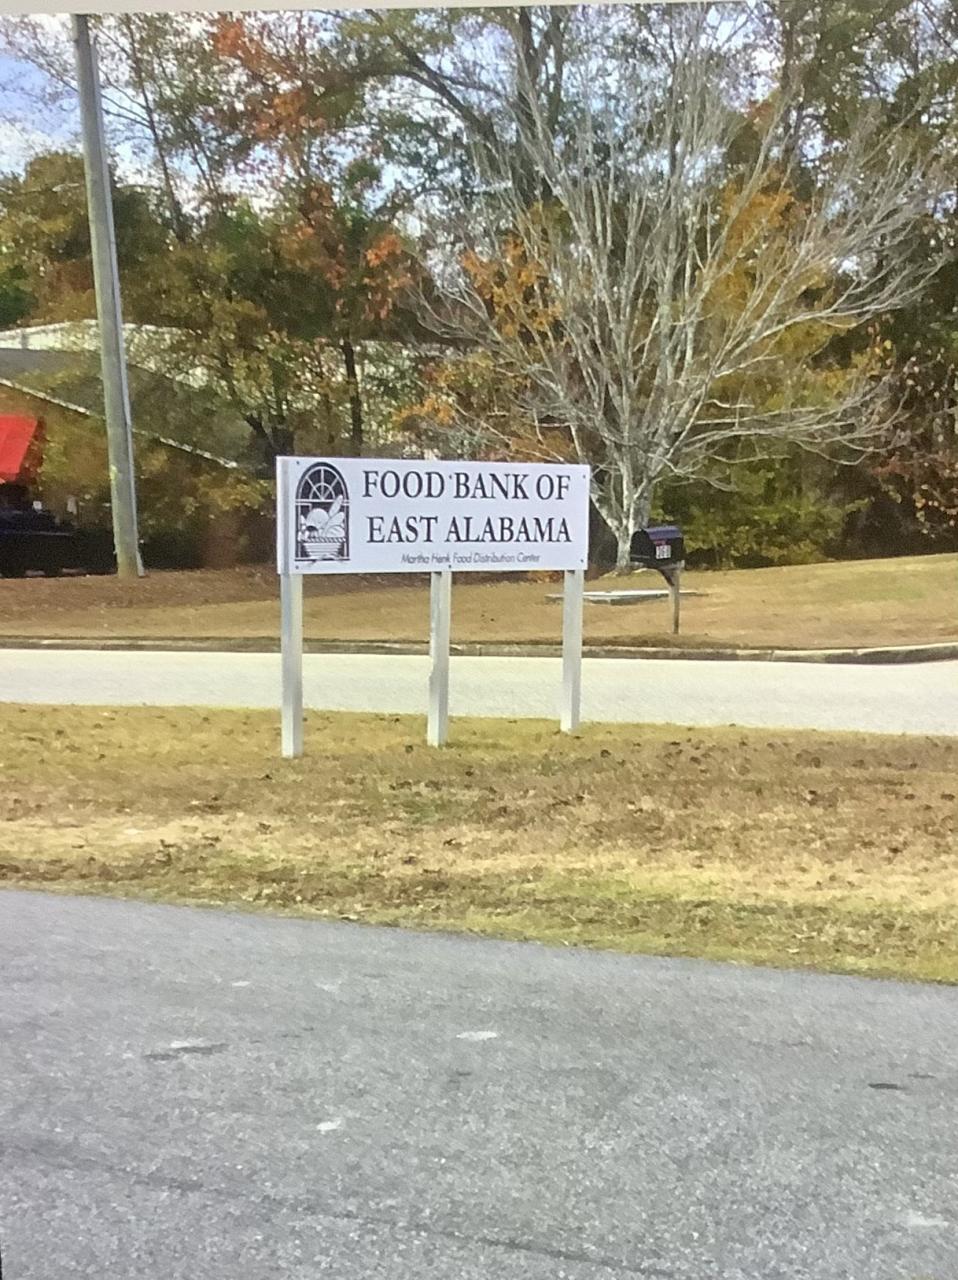 FOOD BANK OF
EAST ALABAMA
Martha Henk Food Distribution Center